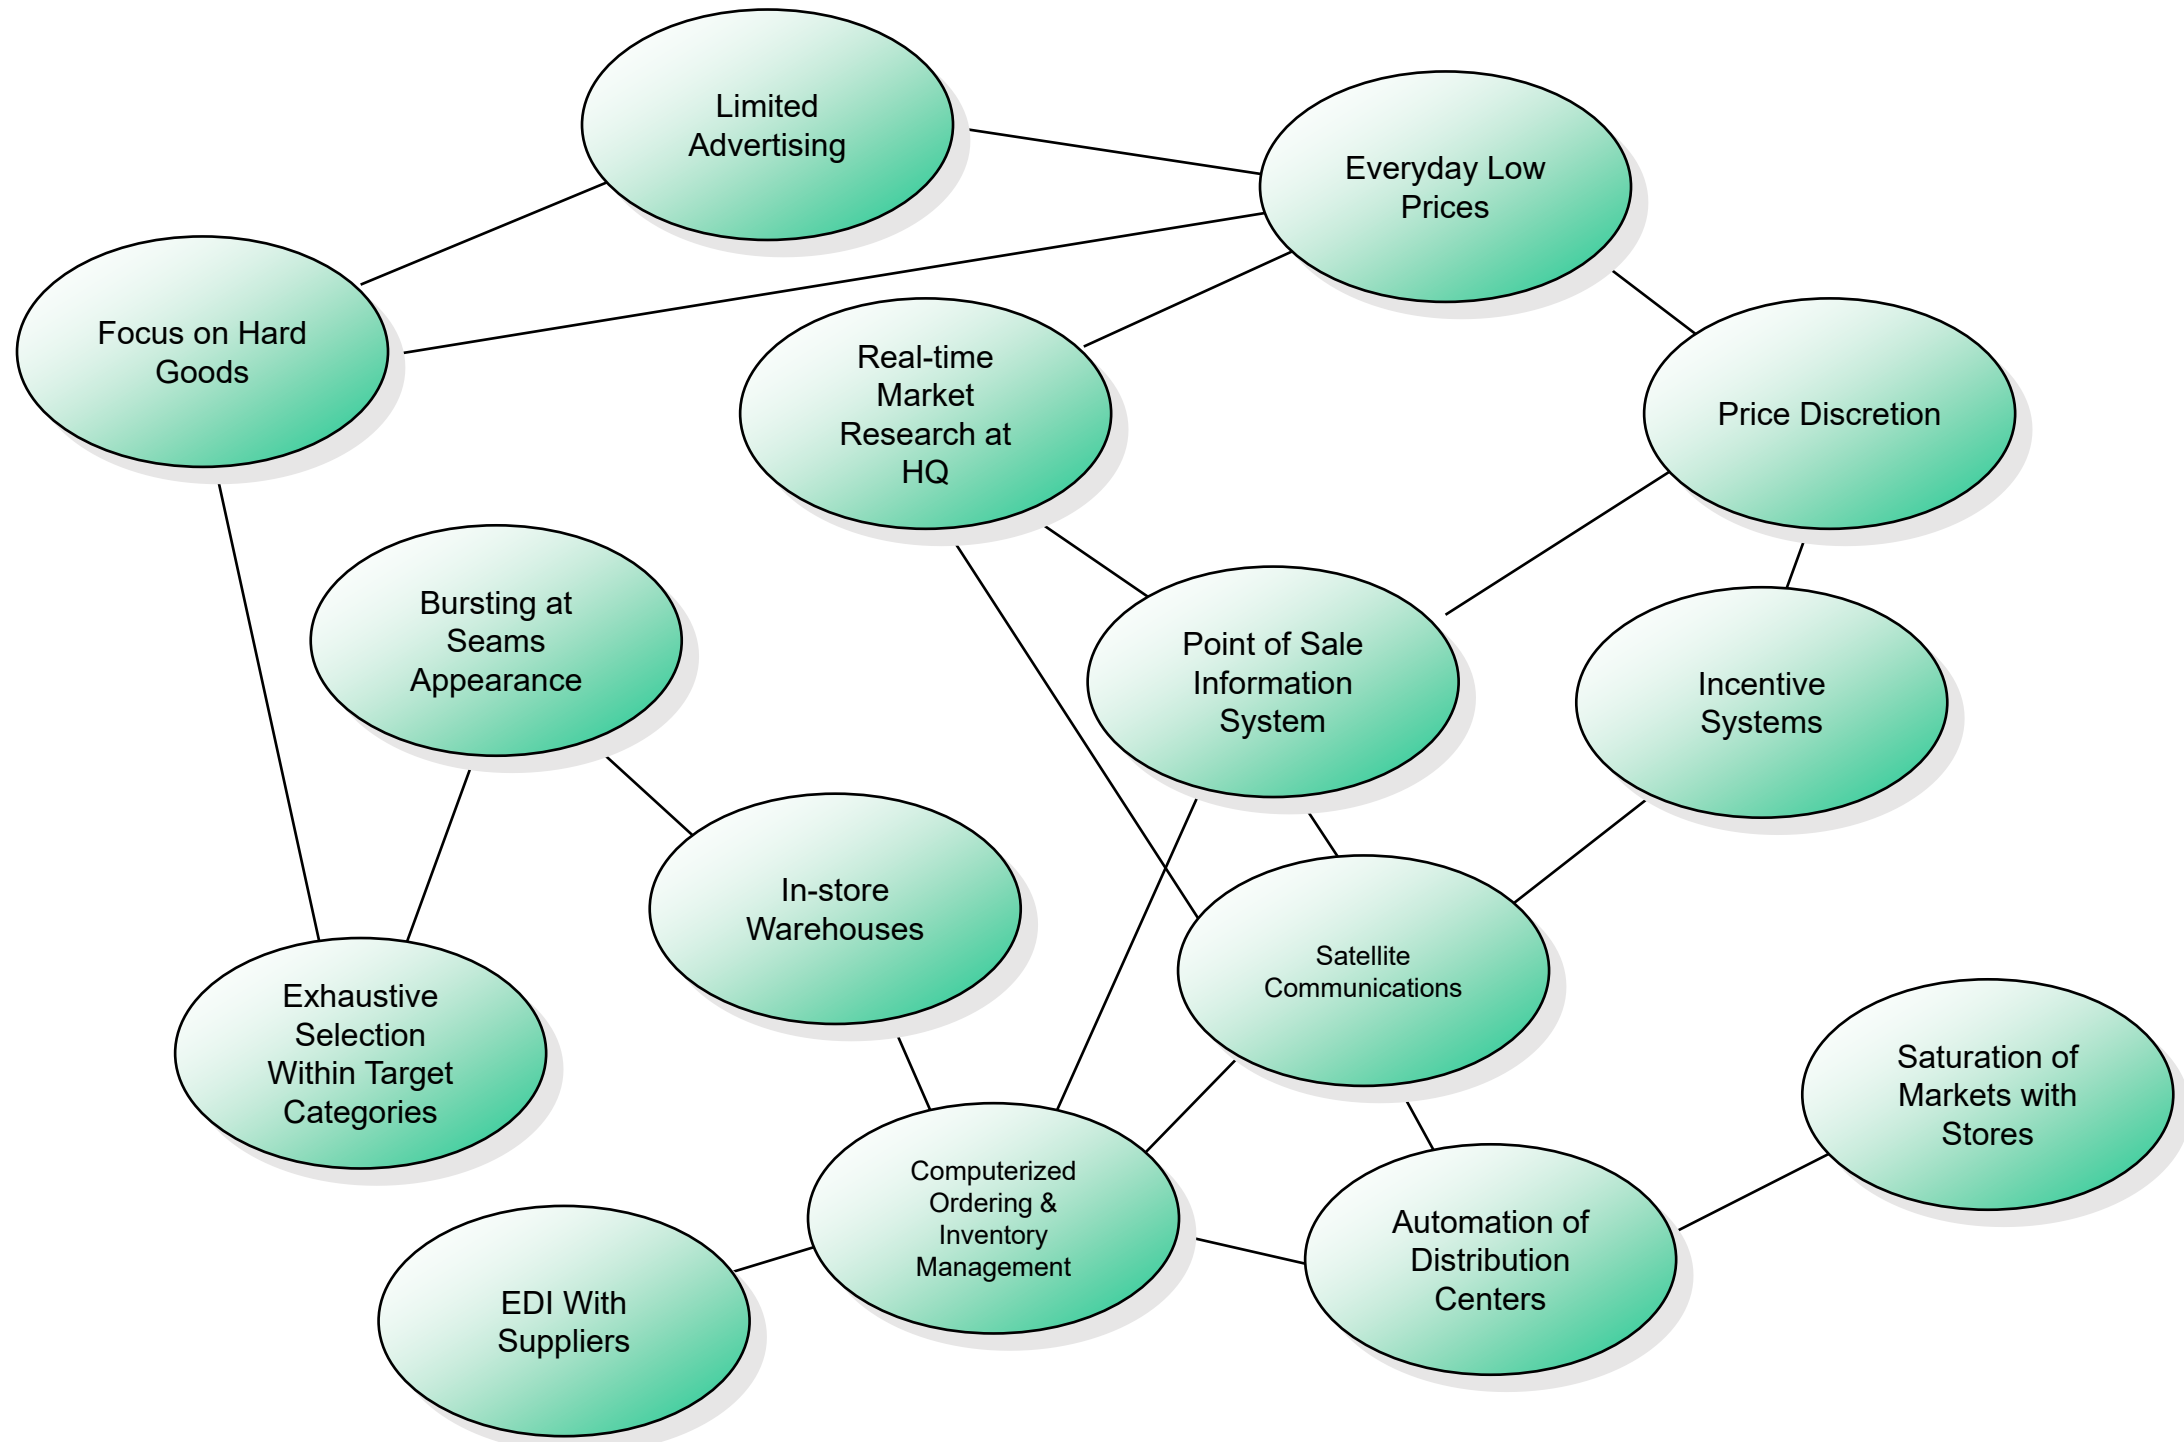 Limited
Advertising
Everyday Low
Prices
Focus on Hard
Goods
Real-time
Market
Research at
HQ
Price Discretion
Bursting at
Seams
Appearance
Point of Sale
Information
System
Incentive
Systems
In-store
Warehouses
Satellite
Communications
Exhaustive
Selection
Within Target
Categories
Saturation of
Markets with
Stores
Computerized
Ordering &
Inventory
Management
Automation of
Distribution
Centers
EDI With
Suppliers